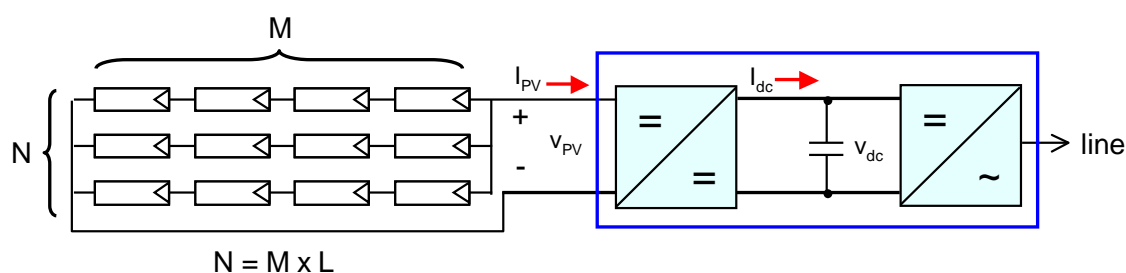 M
N
I_PV
+
v_PV
-
=
=
I_dc
v_dc
=
~
line
N = M x L